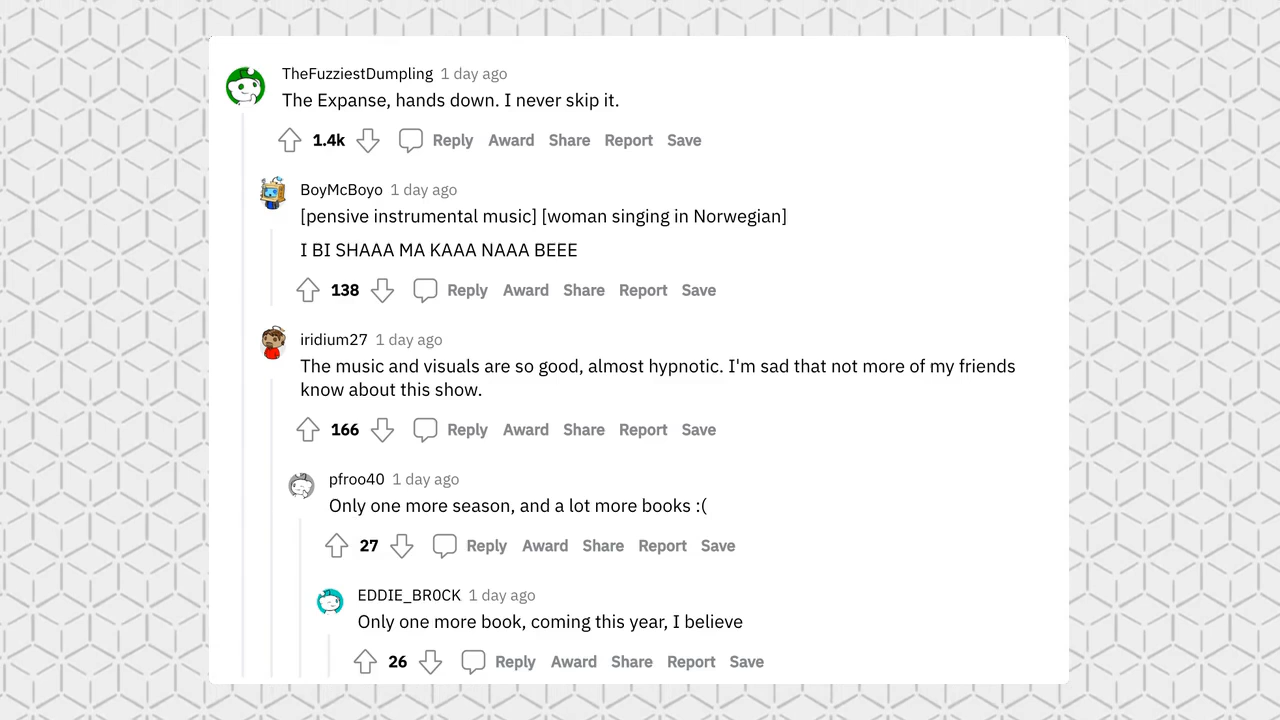 TheFuzziestDumpling 1 day ago
The Expanse, hands down. I never skip it.
1.4k Reply Award Share Report Save
BoyMcBoyo 1 day ago
[pensive instrumental music] [woman singing in Norwegian]
I BI SHAAA MA KAAA NAAA BEEE
138 Reply Award Share Report Save
iridium27 1 day ago
The music and visuals are so good, almost hypnotic. I'm sad that not more of my friends
know about this show.
166 Reply Award Share Report Save
pfroo40 1 day ago
Only one more season, and a lot more books :(
27 Reply Award Share Report Save
EDDIE_BR0CK 1 day ago
Only one more book, coming this year, I believe
26 Reply Award Share Report Save